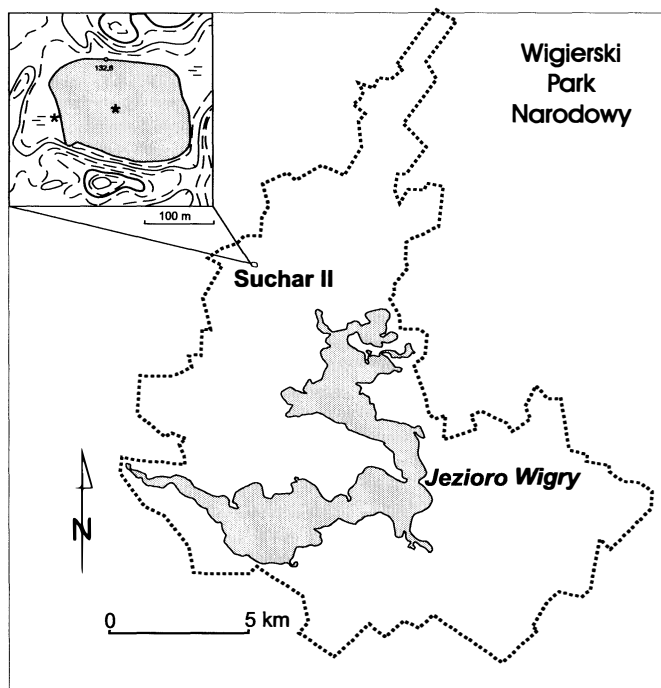 Wigierski
Park
Narodowy
132,6
100 m
Suchar II
Jezioro Wigry
N
0 5 km